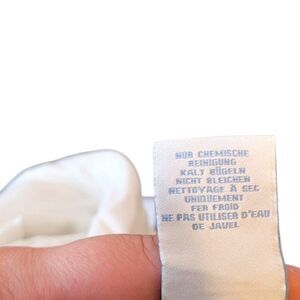 NUR CHEMISCHE
REINIGUNG
KALT BÜGELN
NICHT BLEICHEN
NETTOYAGE À SEC
UNIQUEMENT
FER FROID
NE PAS UTILISER D'EAU
DE JAVEL